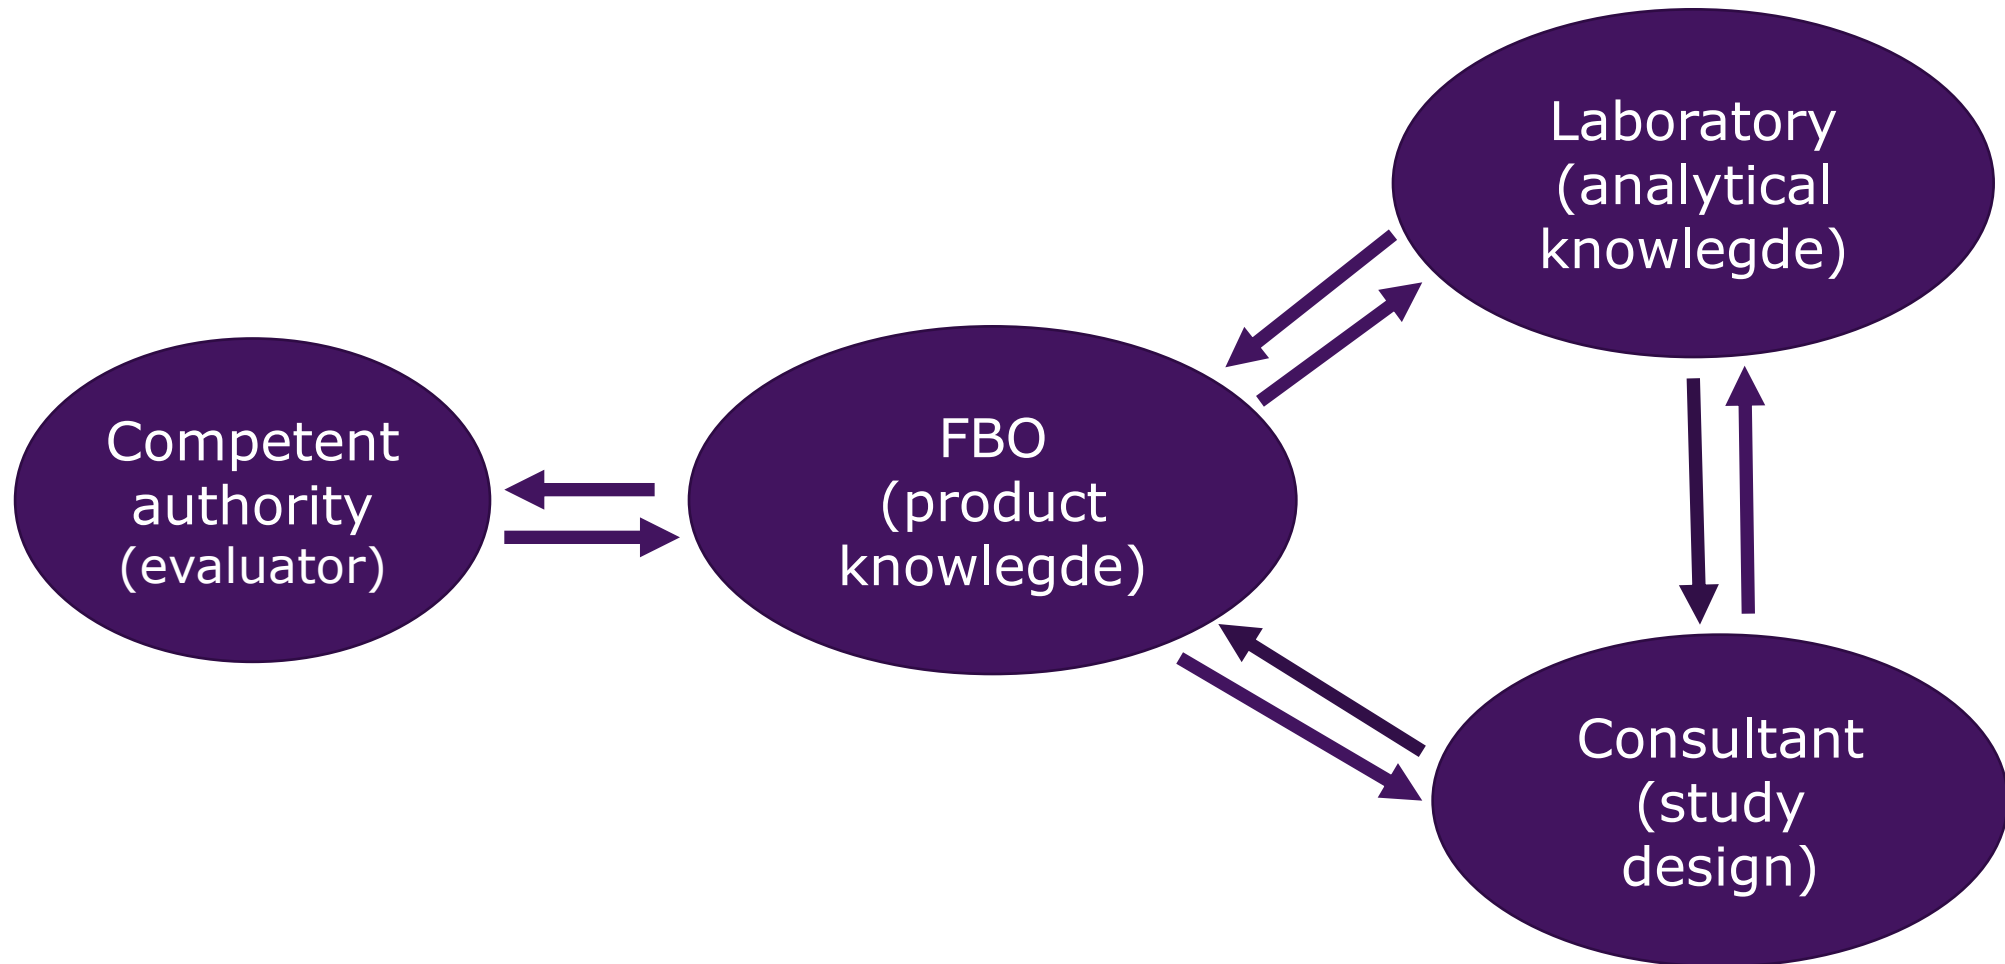 Laboratory
(analytical
knowlegde)
Competent
authority
(evaluator)
FBO
(product
knowlegde)
Consultant
(study
design)